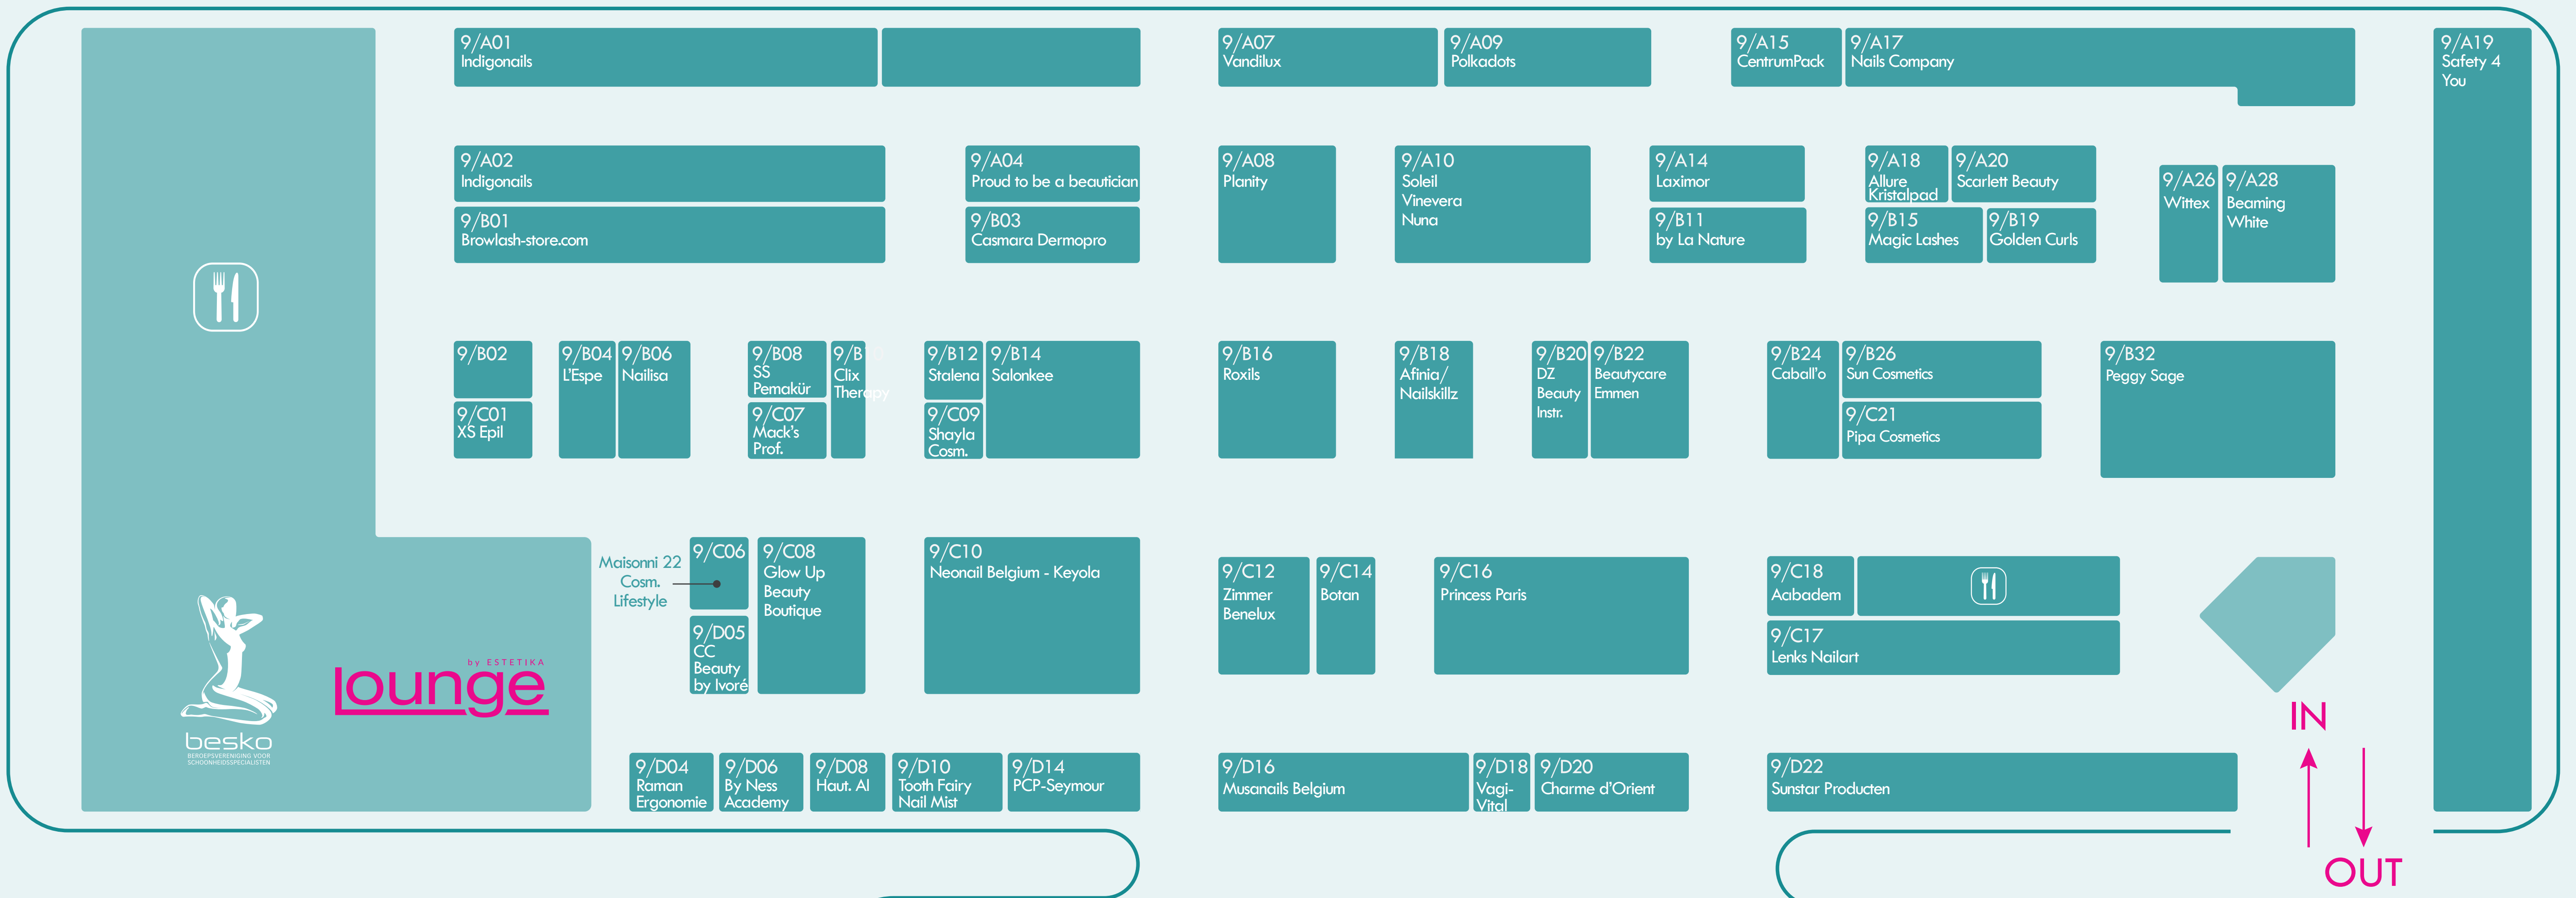 9/A01
Indigonails
9/A07
Vandilux
9/A09
Polkadots
9/A15
CentrumPack
9/A17
Nails Company
9/A19
Safety 4
You
9/A02
Indigonails
9/A04
Proud to be a beautician
9/A08
Planity
9/A10
Soleil
Vinevera
Nuna
9/A14
Laximor
9/A18
Allure
Kristalpad
9/A20
Scarlett Beauty
9/A26
Wittex
9/A28
Beaming
White
9/B01
Browlash-store.com
9/B03
Casmara Dermopro
9/B11
by La Nature
9/B15
Magic Lashes
9/B19
Golden Curls
9/B02
9/B04
L'Espe
9/B06
Nailisa
9/B08
SS
Pemakür
9/B10
Clix
Therapy
9/B12
Stalena
9/B14
Salonkee
9/B16
Roxils
9/B18
Afinia/
Nailskillz
9/B20
DZ
Beauty
Instr.
9/B22
Beautycare
Emmen
9/B24
Caball'o
9/B26
Sun Cosmetics
9/B32
Peggy Sage
9/C01
XS Epil
9/C07
Mack's
Prof.
9/C09
Shayla
Cosm.
9/C21
Pipa Cosmetics
Maisonni 22
Cosm.
Lifestyle
9/C06
9/C08
Glow Up
Beauty
Boutique
9/C10
Neonail Belgium - Keyola
9/C12
Zimmer
Benelux
9/C14
Botan
9/C16
Princess Paris
9/C18
Acıbadem
9/D05
CC
Beauty
by Ivoré
9/C17
Lenks Nailart
by ESTETIKA
lounge
besko
BEROEPSVERENIGING VOOR
SCHOONHEIDSSPECIALISTEN
IN
9/D04
Raman
Ergonomie
9/D06
By Ness
Academy
9/D08
Haut. AI
9/D10
Tooth Fairy
Nail Mist
9/D14
PCP-Seymour
9/D16
Musanails Belgium
9/D18
Vagi-
Vital
9/D20
Charme d'Orient
9/D22
Sunstar Producten
OUT